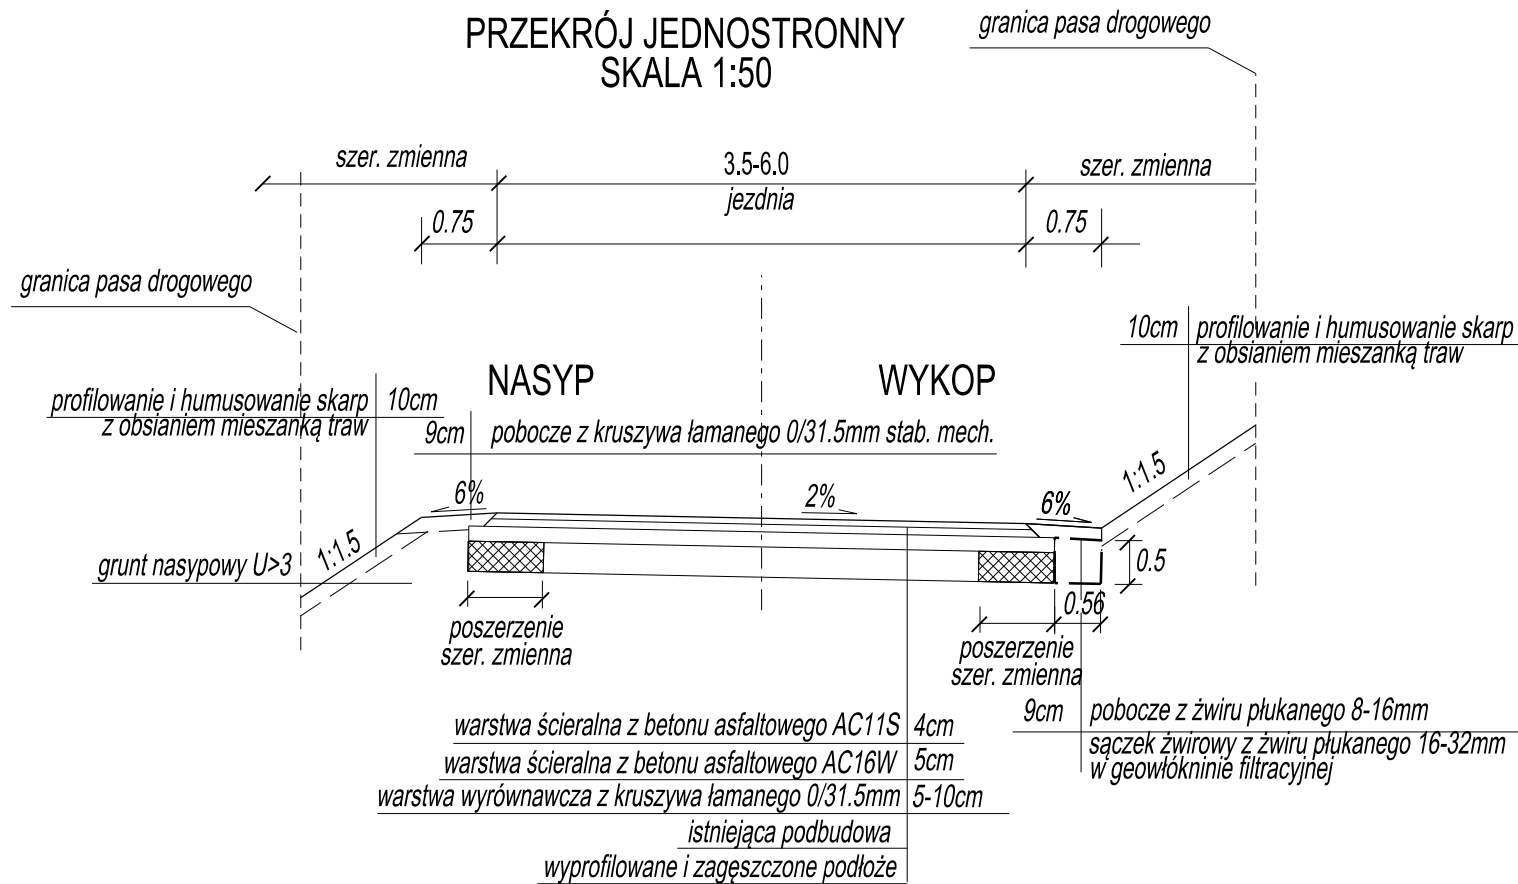 PRZEKRÓJ JEDNOSTRONNY
SKALA 1:50
granica pasa drogowego
szer. zmienna
3.5-6.0
szer. zmienna
jezdnia
0.75
0.75
granica pasa drogowego
10cm profilowanie i humusowanie skarp
z obsianiem mieszanką traw
NASYP
WYKOP
profilowanie i humusowanie skarp 10cm
z obsianiem mieszanką traw
9cm pobocze z kruszywa łamanego 0/31.5mm stab. mech.
1:1.5
6%
2%
6%
1:1.5
grunt nasypowy U>3
0.5
0.56
poszerzenie
szer. zmienna
poszerzenie
szer. zmienna
9cm pobocze z żwiru płukanego 8-16mm
sączek żwirowy z żwiru płukanego 16-32mm
w geowłókninie filtracyjnej
warstwa ścieralna z betonu asfaltowego AC11S 4cm
warstwa ścieralna z betonu asfaltowego AC16W 5cm
warstwa wyrównawcza z kruszywa łamanego 0/31.5mm 5-10cm
istniejąca podbudowa
wyprofilowane i zagęszczone podłoże